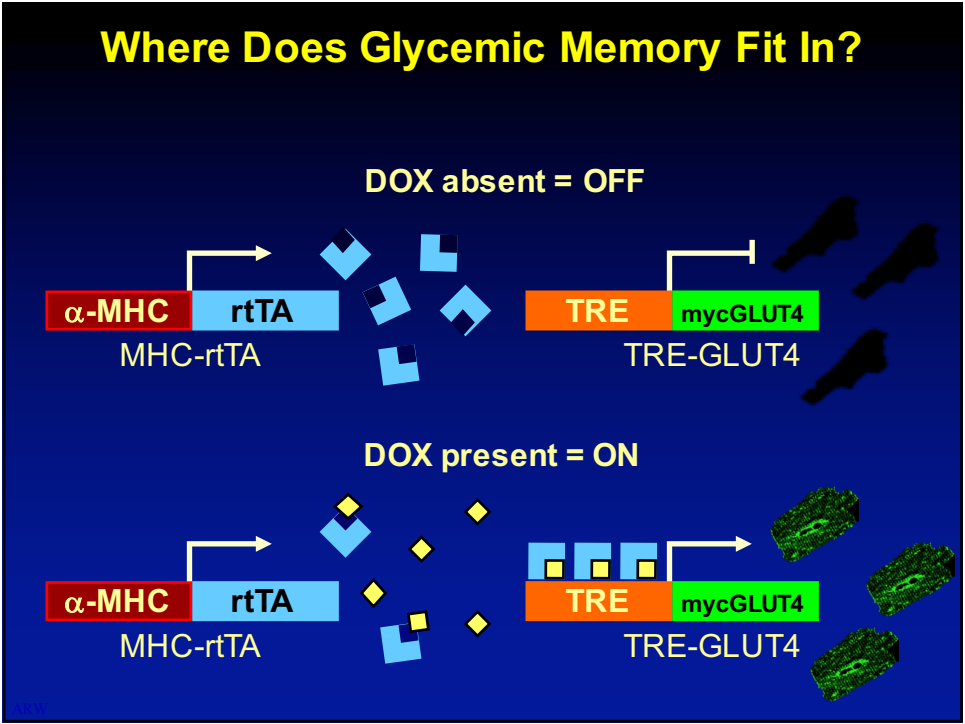 Where Does Glycemic Memory Fit In?
DOX absent = OFF
α-MHC rtTA TRE mycGLUT4
MHC-rtTA TRE-GLUT4
DOX present = ON
α-MHC rtTA TRE mycGLUT4
MHC-rtTA TRE-GLUT4
ARW